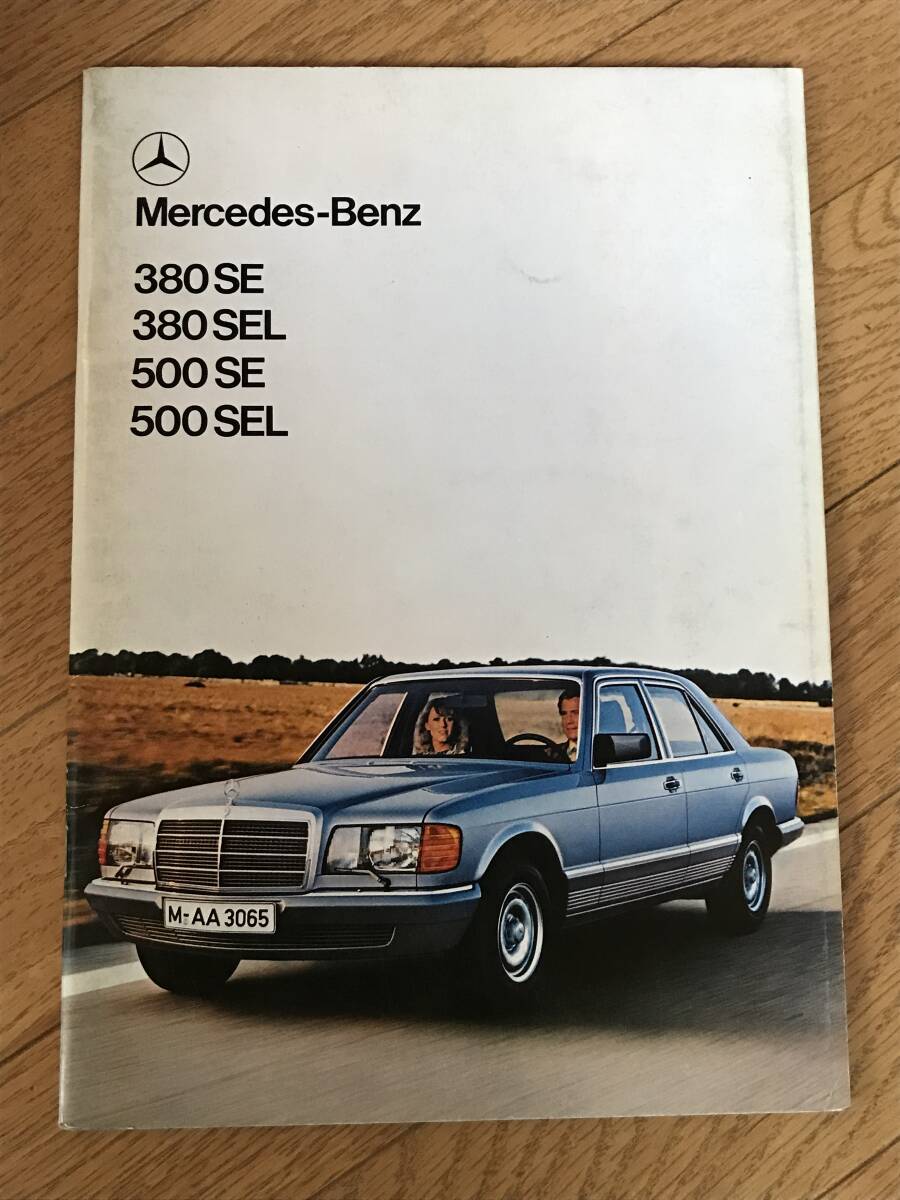 Mercedes-Benz
380 SE
380 SEL
500 SE
500 SEL
M-AA 3065